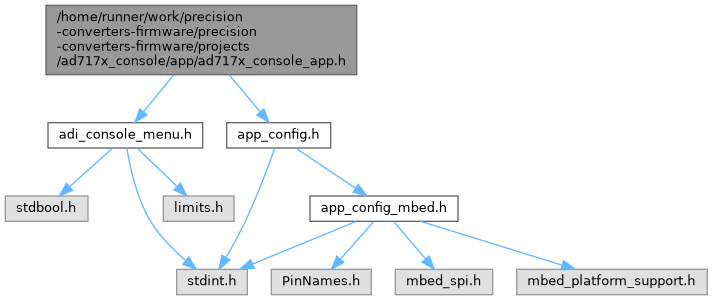 /home/runner/work/precision
-converters-firmware/precision
-converters-firmware/projects
/ad717x_console/app/ad717x_console_app.h
adi_console_menu.h
app_config.h
stdbool.h
limits.h
app_config_mbed.h
stdint.h
PinNames.h
mbed_spi.h
mbed_platform_support.h